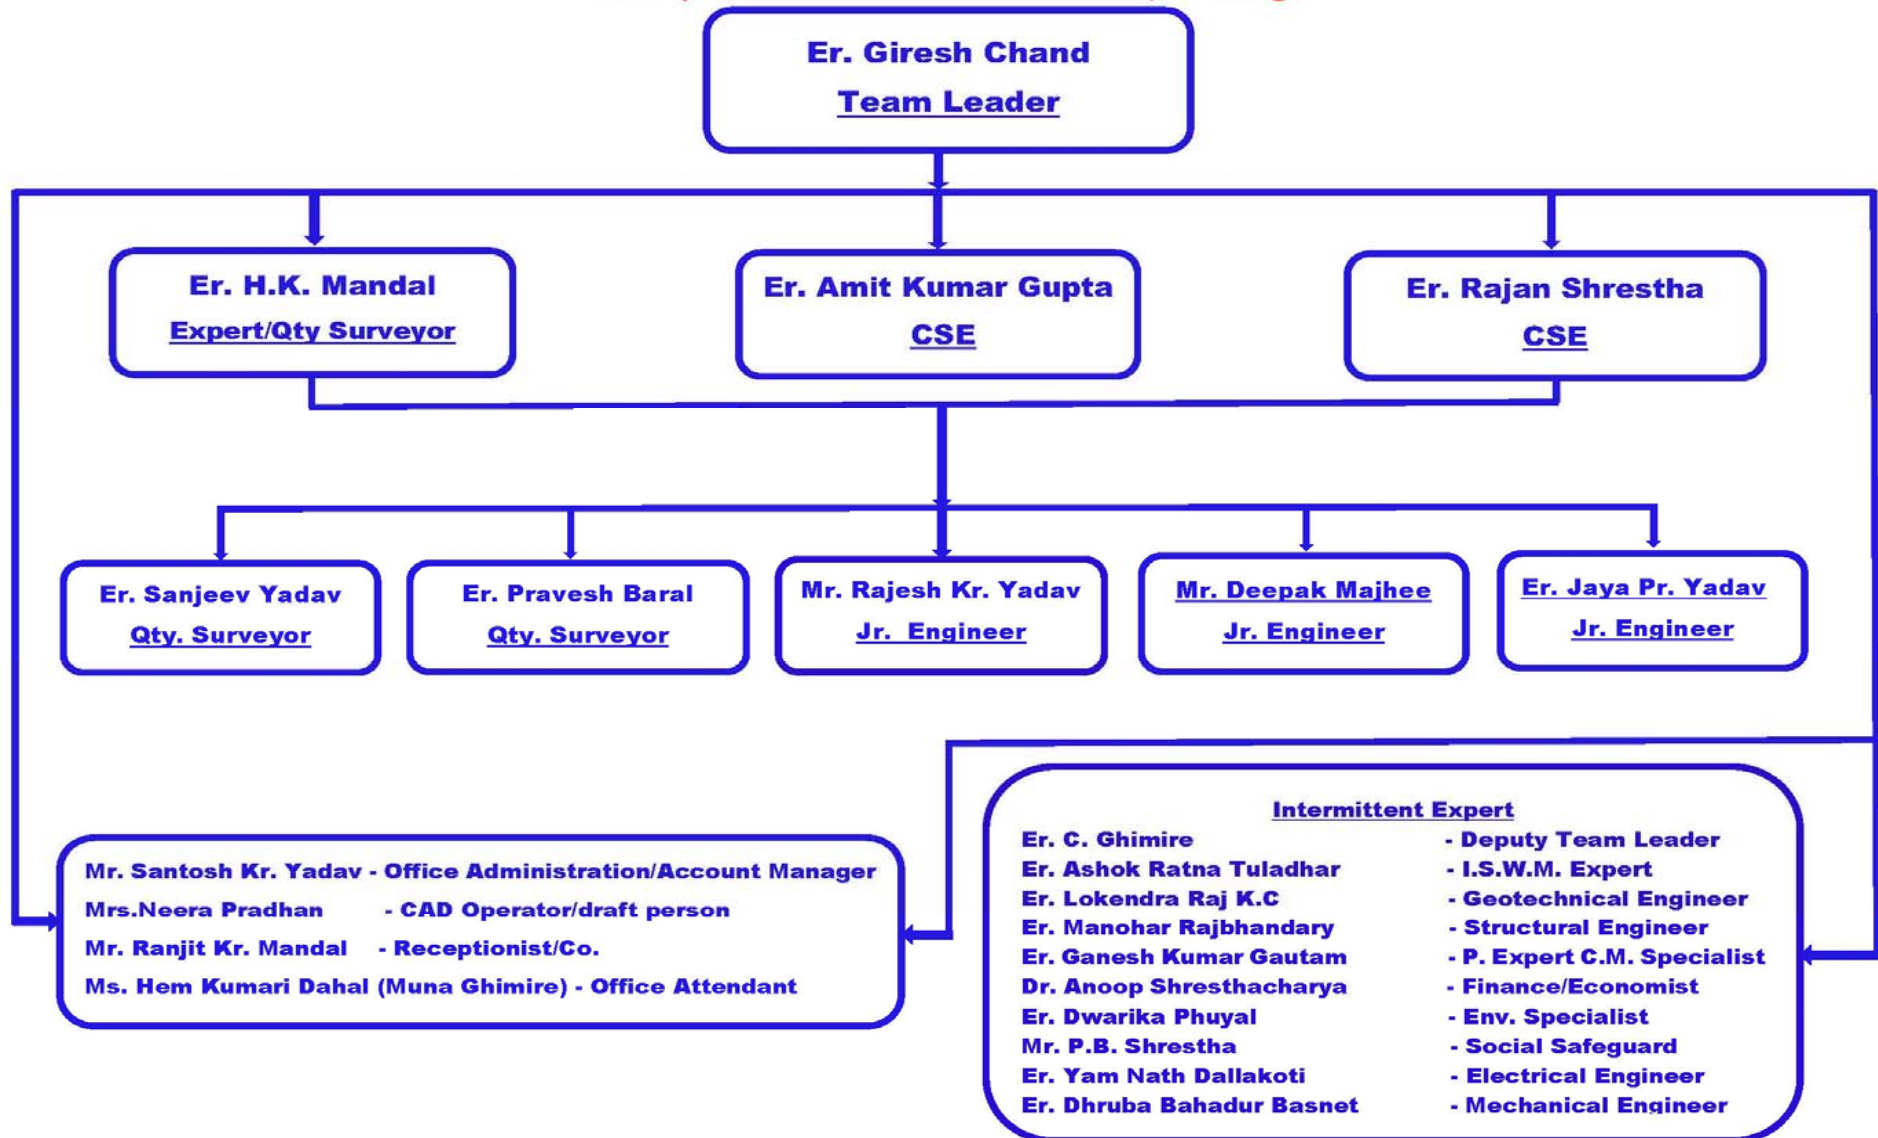 Er. Giresh Chand
Team Leader
Er. H.K. Mandal
Expert/Qty Surveyor
Er. Amit Kumar Gupta
CSE
Er. Rajan Shrestha
CSE
Er. Sanjeev Yadav
Qty. Surveyor
Er. Pravesh Baral
Qty. Surveyor
Mr. Rajesh Kr. Yadav
Jr. Engineer
Mr. Deepak Majhee
Jr. Engineer
Er. Jaya Pr. Yadav
Jr. Engineer
Mr. Santosh Kr. Yadav - Office Administration/Account Manager
Mrs.Neera Pradhan - CAD Operator/draft person
Mr. Ranjit Kr. Mandal - Receptionist/Co.
Ms. Hem Kumari Dahal (Muna Ghimire) - Office Attendant
Intermittent Expert
Er. C. Ghimire - Deputy Team Leader
Er. Ashok Ratna Tuladhar - I.S.W.M. Expert
Er. Lokendra Raj K.C - Geotechnical Engineer
Er. Manohar Rajbhandary - Structural Engineer
Er. Ganesh Kumar Gautam - P. Expert C.M. Specialist
Dr. Anoop Shresthacharya - Finance/Economist
Er. Dwarika Phuyal - Env. Specialist
Mr. P.B. Shrestha - Social Safeguard
Er. Yam Nath Dallakoti - Electrical Engineer
Er. Dhruba Bahadur Basnet - Mechanical Engineer